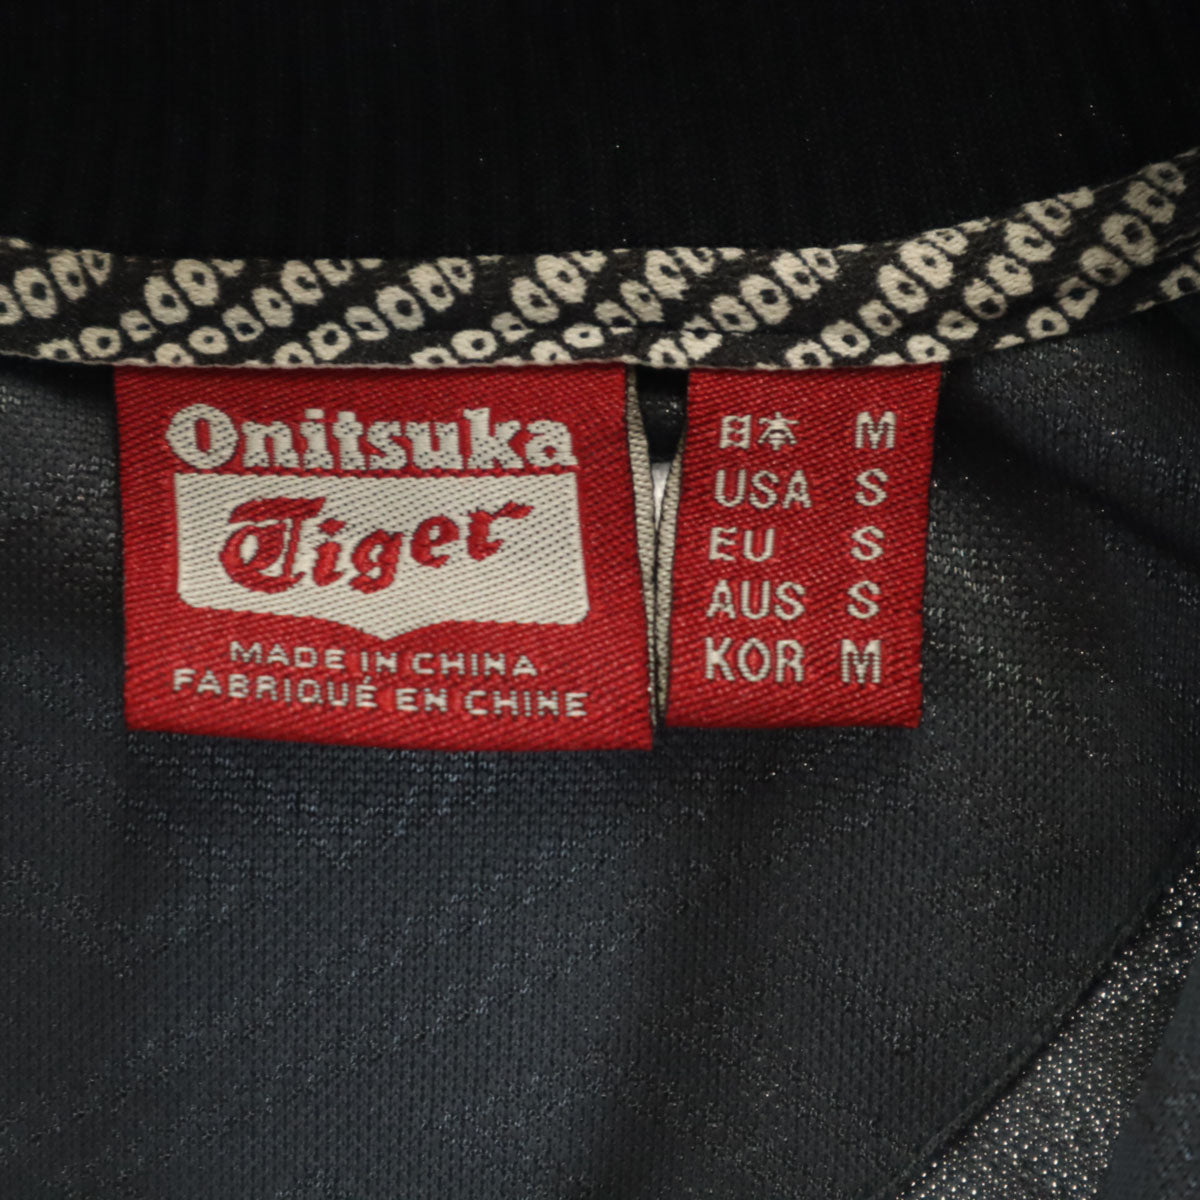 Onitsuka
Tiger
MADE IN CHINA
FABRIQUÉ EN CHINE
日本 M
USA S
EU S
AUS S
KOR M